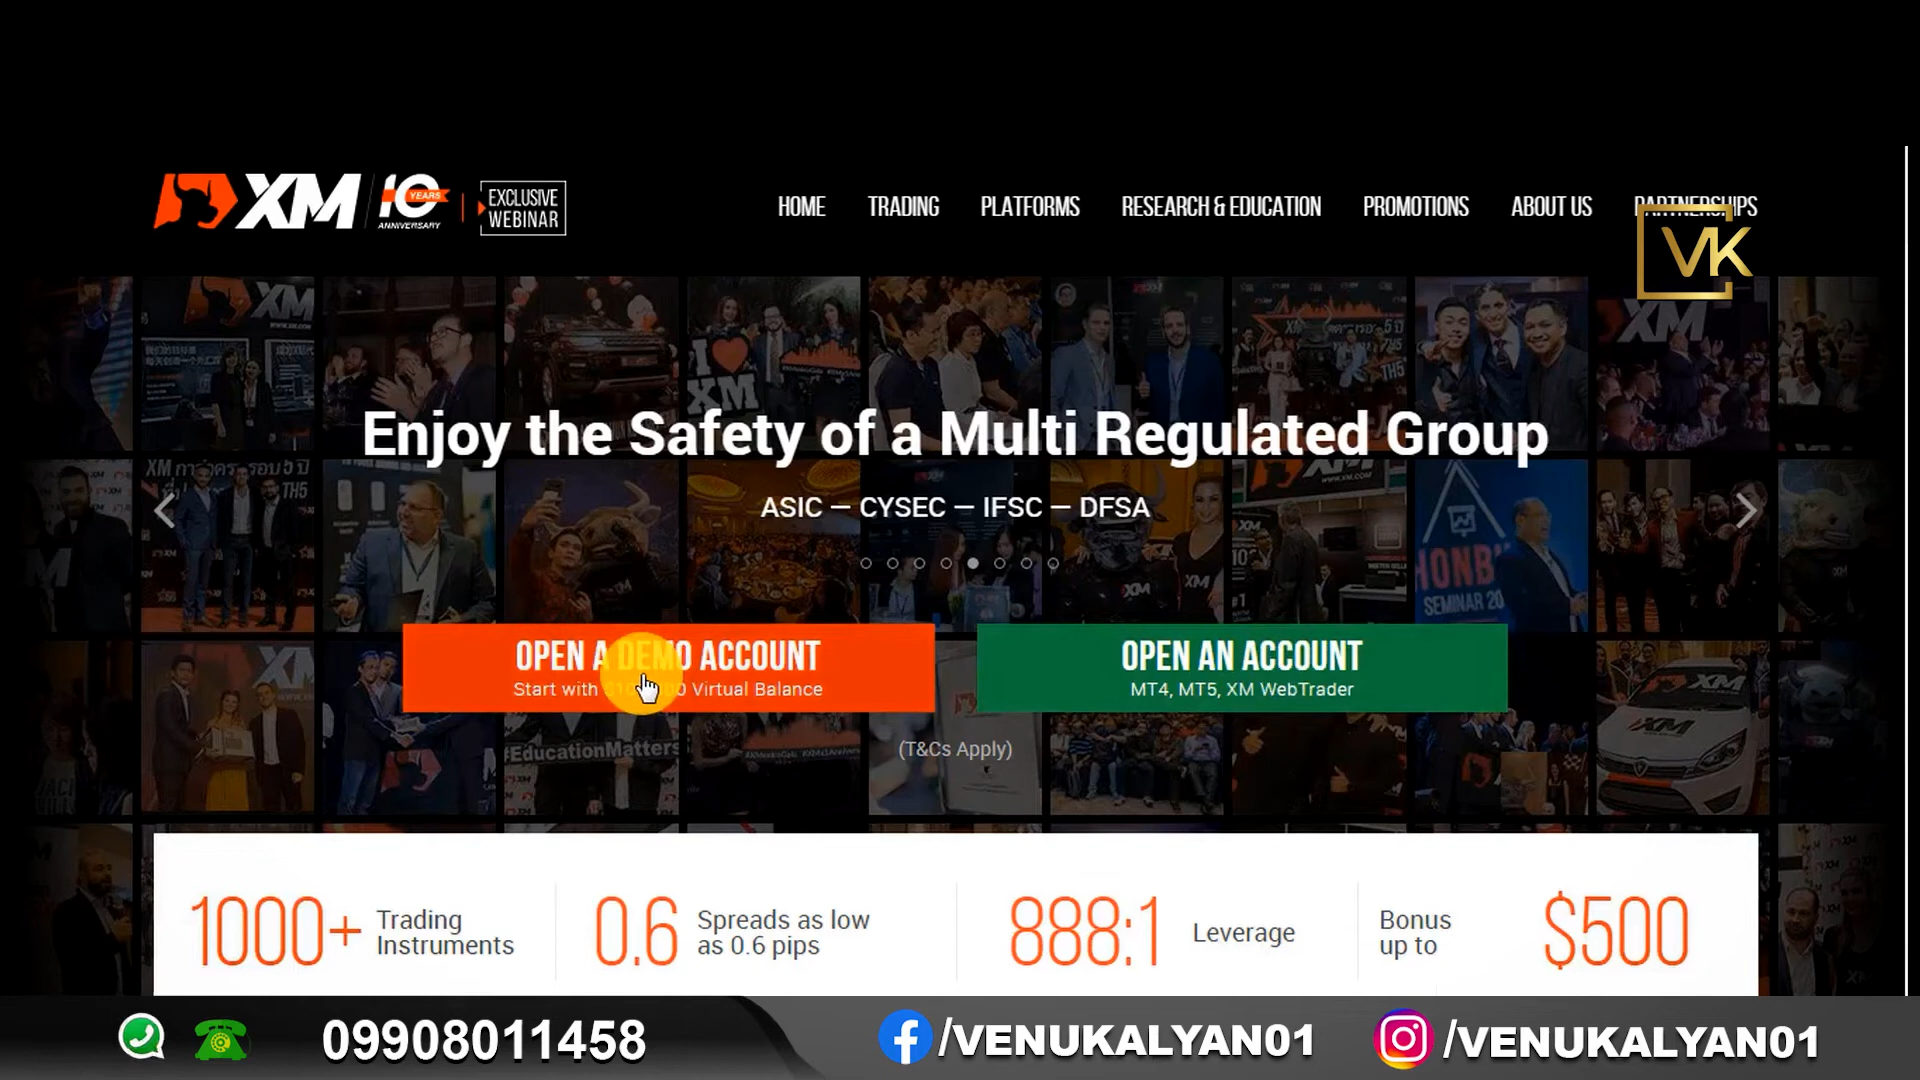 XM 10 YEARS ANNIVERSARY
EXCLUSIVE
WEBINAR
HOME TRADING PLATFORMS RESEARCH & EDUCATION PROMOTIONS ABOUT US PARTNERSHIPS
VK
Enjoy the Safety of a Multi Regulated Group
ASIC — CYSEC — IFSC — DFSA
OPEN A DEMO ACCOUNT
Start with Virtual Balance
OPEN AN ACCOUNT
MT4, MT5, XM WebTrader
#EducationMatters
(T&Cs Apply)
1000+ Trading
Instruments
0.6 Spreads as low
as 0.6 pips
888:1 Leverage
Bonus
up to
$500
09908011458
/VENUKALYAN01
/VENUKALYAN01